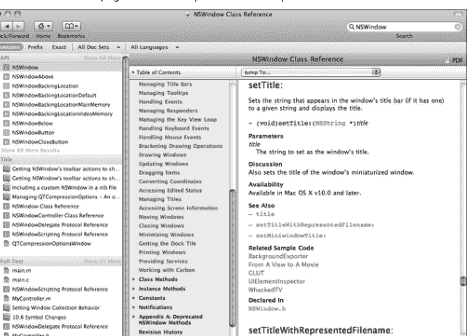 NSWindow Class Reference
Back/Forward Home Bookmarks
NSWindow
Search
Contains Prefix Exact All Doc Sets All Languages
API
Show 60 More
NSWindow
NSWindowAbove
NSWindowBackingLocation
NSWindowBackingLocationDefault
NSWindowBackingLocationMainMemory
NSWindowBackingLocationVideoMemory
NSWindowBelow
NSWindowButton
NSWindowCloseButton
Show 60 More Results
Title
Getting NSWindow's toolbar actions to sh...
Getting NSWindow's toolbar actions to sh...
Including a custom NSWindow in a nib file
Managing QTCompressionOptions - An o...
NSWindow Class Reference
NSWindowController Class Reference
NSWindowDelegate Protocol Reference
NSWindowScripting Protocol Reference
QTCompressionOptionsWindow
Full Text
main.m
main.c
NSWindowScripting Protocol Reference
MyController.m
Setting Window Collection Behavior
10.6 Symbol Changes
NSWindowDelegate Protocol Reference
MyController.m
NSWindow Class Reference
PDF
Table of Contents
Jump To...
Managing Title Bars
Managing Tooltips
Handling Events
Managing Responders
Managing the Key View Loop
Handling Keyboard Events
Handling Mouse Events
Bracketing Drawing Operations
Drawing Windows
Updating Windows
Dragging Items
Converting Coordinates
Accessing Edited Status
Managing Titles
Accessing Screen Information
Moving Windows
Closing Windows
Minimizing Windows
Getting the Dock Tile
Printing Windows
Providing Services
Working with Carbon
Class Methods
Instance Methods
Constants
Notifications
Appendix A: Deprecated
NSWindow Methods
Revision History
setTitle:
Sets the string that appears in the window's title bar (if it has one)
to a given string and displays the title.
- (void)setTitle:(NSString *)title
Parameters
title
The string to set as the window's title.
Discussion
Also sets the title of the window's miniaturized window.
Availability
Available in Mac OS X v10.0 and later.
See Also
- title
- setTitleWithRepresentedFilename:
- setMiniwindowTitle:
Related Sample Code
BackgroundExporter
From A View to A Movie
GLUT
UIElementInspector
WhackedTV
Declared In
NSWindow.h
setTitleWithRepresentedFilename: